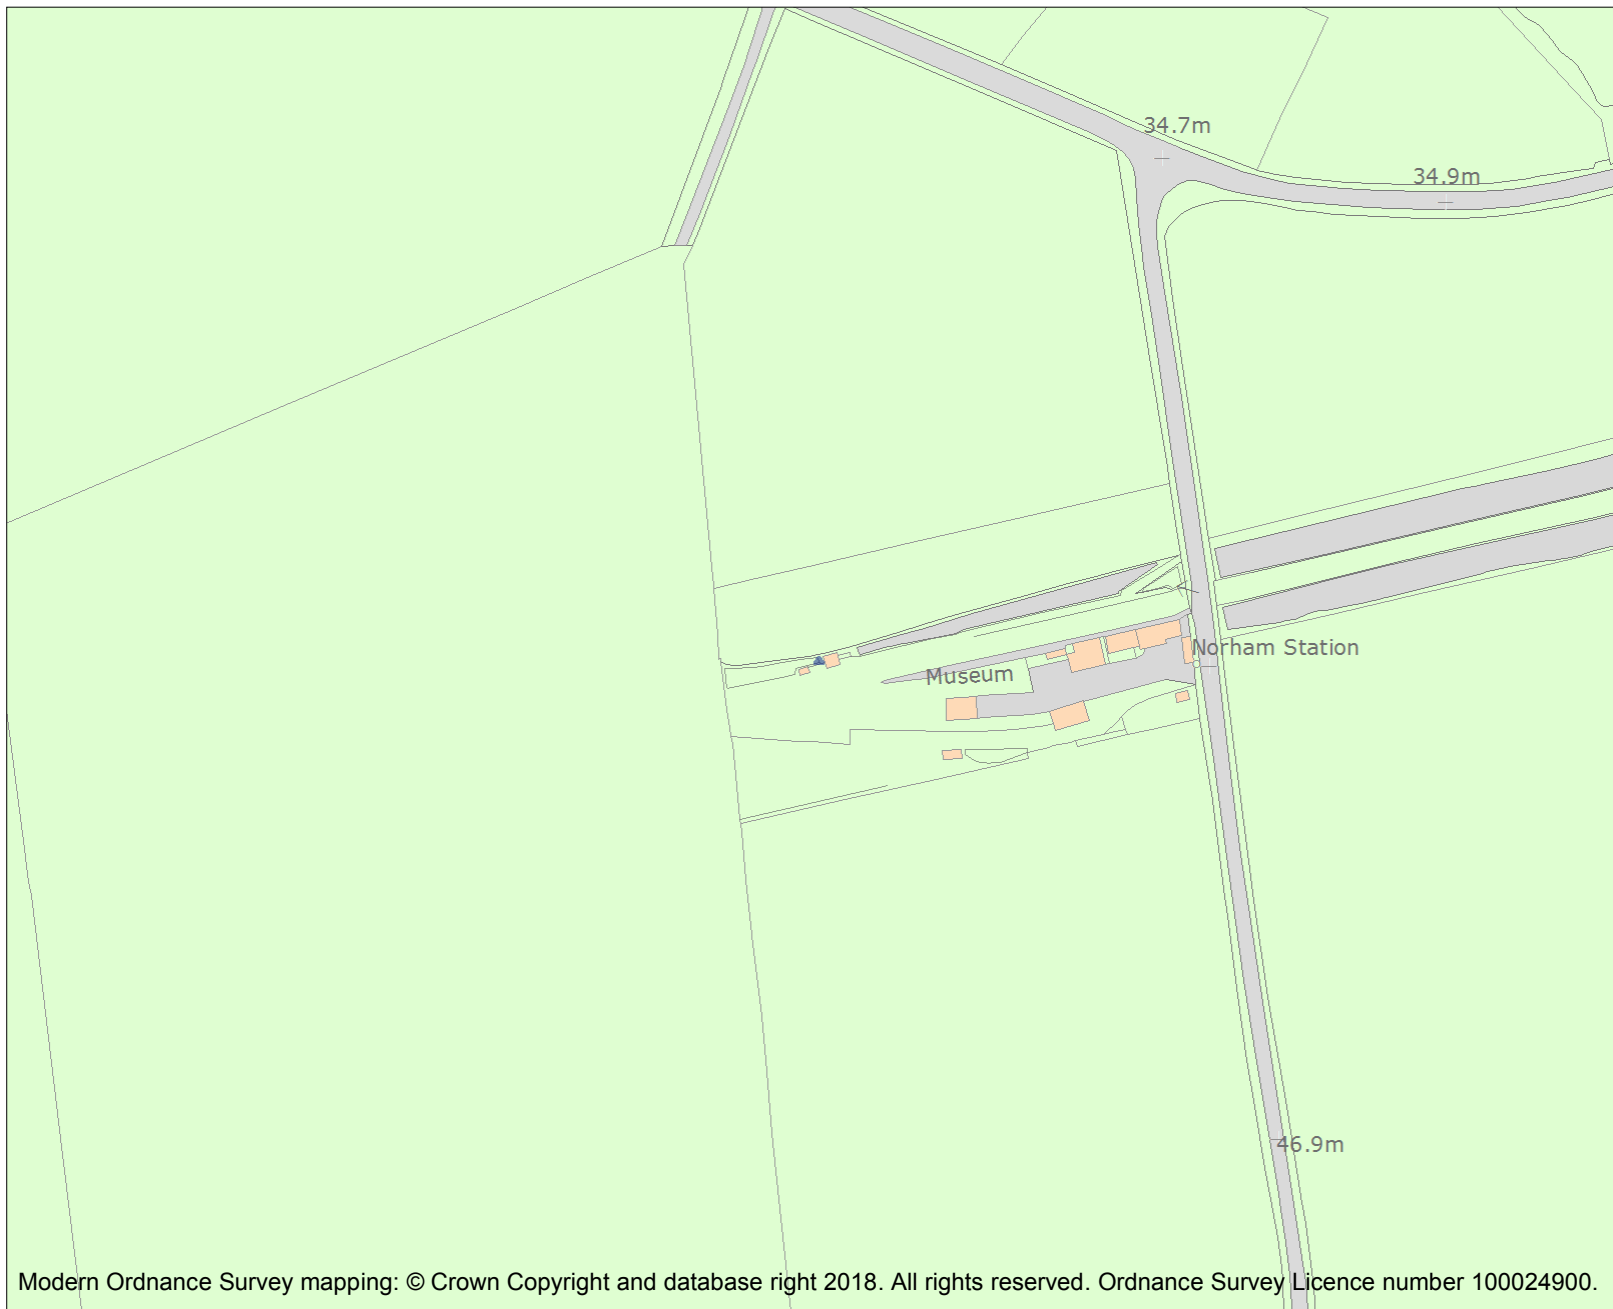 34.7m
34.9m
Norham Station
Museum
46.9m
Modern Ordnance Survey mapping: © Crown Copyright and database right 2018. All rights reserved. Ordnance Survey Licence number 100024900.